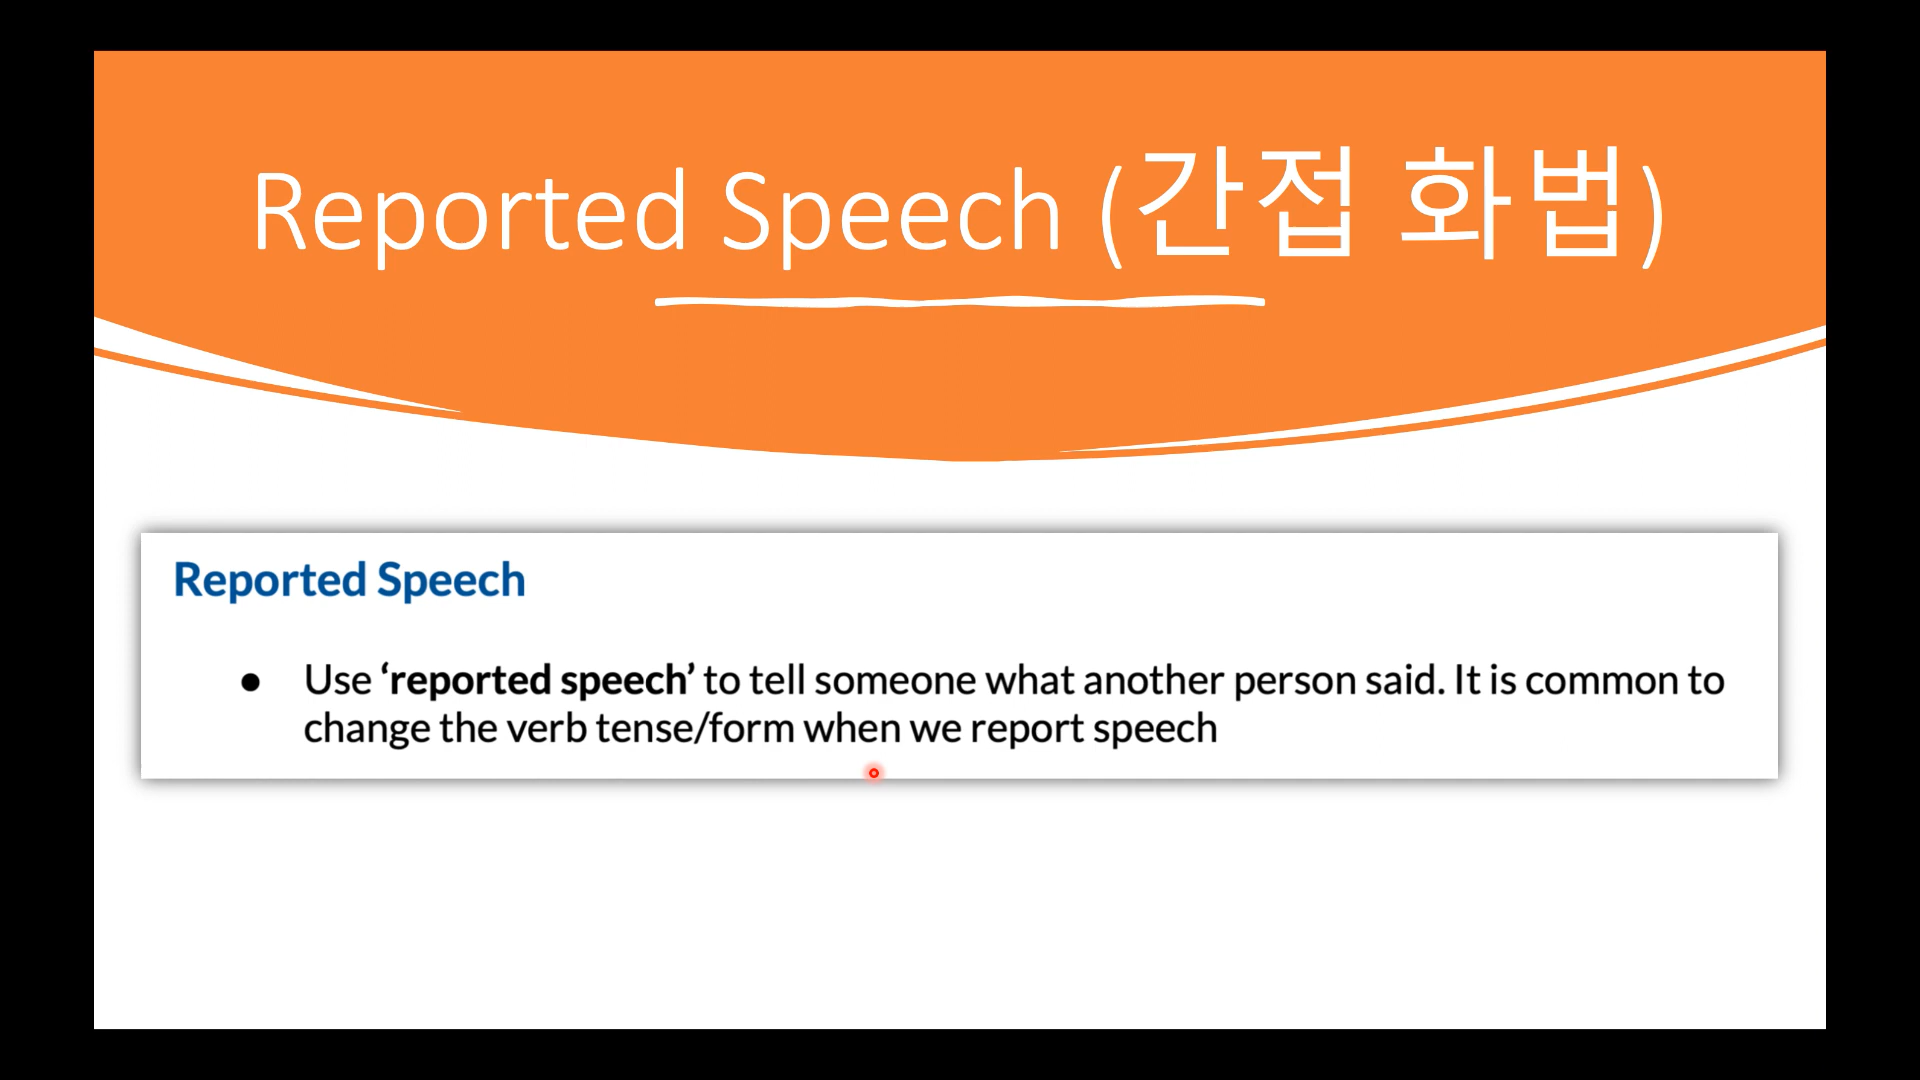 Reported Speech (간접 화법)
Reported Speech
● Use ‘reported speech’ to tell someone what another person said. It is common to
change the verb tense/form when we report speech